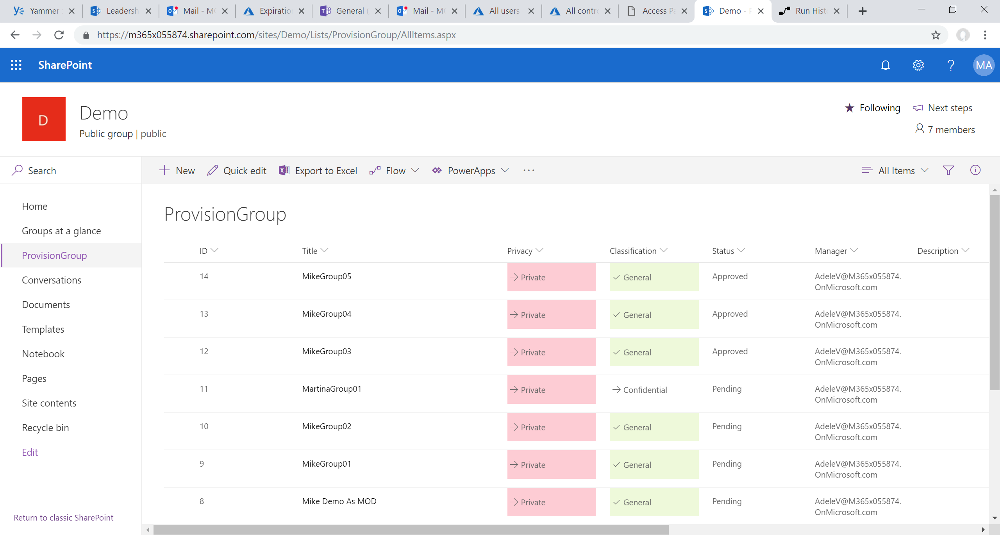 Yammer
Leadersh
Mail - MC
Expiratio
General (
Mail - MC
All users
All contro
Access Pa
Demo - P
Run Histo
https://m365x055874.sharepoint.com/sites/Demo/Lists/ProvisionGroup/AllItems.aspx
SharePoint
MA
D
Demo
Public group | public
Following
Next steps
7 members
Search
New
Quick edit
Export to Excel
Flow
PowerApps
All Items
Home
Groups at a glance
ProvisionGroup
Conversations
Documents
Templates
Notebook
Pages
Site contents
Recycle bin
Edit
Return to classic SharePoint
ProvisionGroup
ID Title Privacy Classification Status Manager Description
14 MikeGroup05 Private General Approved AdeleV@M365x055874.
OnMicrosoft.com
13 MikeGroup04 Private General Approved AdeleV@M365x055874.
OnMicrosoft.com
12 MikeGroup03 Private General Approved AdeleV@M365x055874.
OnMicrosoft.com
11 MartinaGroup01 Private Confidential Pending AdeleV@M365x055874.
OnMicrosoft.com
10 MikeGroup02 Private General Pending AdeleV@M365x055874.
OnMicrosoft.com
9 MikeGroup01 Private General Pending AdeleV@M365x055874.
OnMicrosoft.com
8 Mike Demo As MOD Private General Pending AdeleV@M365x055874.
OnMicrosoft.com